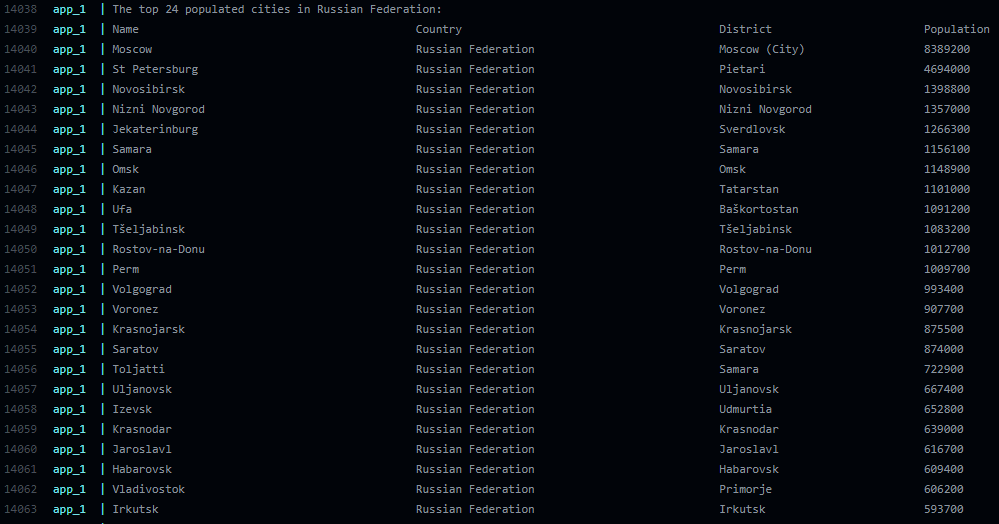 14038 app_1 | The top 24 populated cities in Russian Federation:
14039 app_1 | Name Country District Population
14040 app_1 | Moscow Russian Federation Moscow (City) 8389200
14041 app_1 | St Petersburg Russian Federation Pietari 4694000
14042 app_1 | Novosibirsk Russian Federation Novosibirsk 1398800
14043 app_1 | Nizni Novgorod Russian Federation Nizni Novgorod 1357000
14044 app_1 | Jekaterinburg Russian Federation Sverdlovsk 1266300
14045 app_1 | Samara Russian Federation Samara 1156100
14046 app_1 | Omsk Russian Federation Omsk 1148900
14047 app_1 | Kazan Russian Federation Tatarstan 1101000
14048 app_1 | Ufa Russian Federation Baškortostan 1091200
14049 app_1 | Tšeljabinsk Russian Federation Tšeljabinsk 1083200
14050 app_1 | Rostov-na-Donu Russian Federation Rostov-na-Donu 1012700
14051 app_1 | Perm Russian Federation Perm 1009700
14052 app_1 | Volgograd Russian Federation Volgograd 993400
14053 app_1 | Voronez Russian Federation Voronez 907700
14054 app_1 | Krasnojarsk Russian Federation Krasnojarsk 875500
14055 app_1 | Saratov Russian Federation Saratov 874000
14056 app_1 | Toljatti Russian Federation Samara 722900
14057 app_1 | Uljanovsk Russian Federation Uljanovsk 667400
14058 app_1 | Izevsk Russian Federation Udmurtia 652800
14059 app_1 | Krasnodar Russian Federation Krasnodar 639000
14060 app_1 | Jaroslavl Russian Federation Jaroslavl 616700
14061 app_1 | Habarovsk Russian Federation Habarovsk 609400
14062 app_1 | Vladivostok Russian Federation Primorje 606200
14063 app_1 | Irkutsk Russian Federation Irkutsk 593700